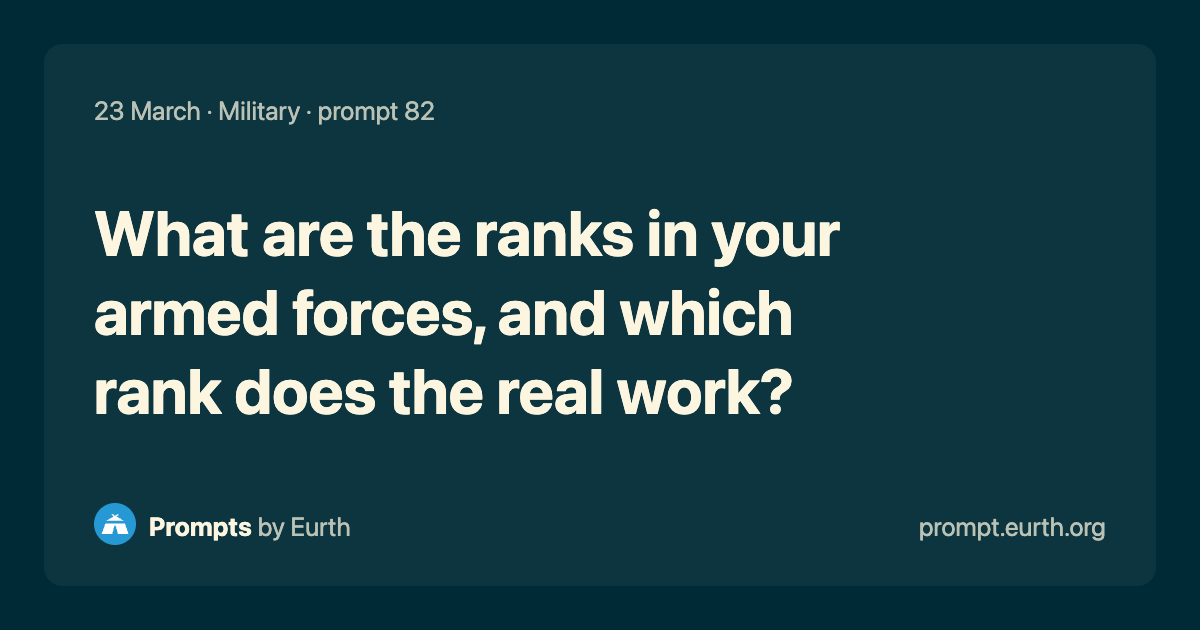 23 March · Military · prompt 82
What are the ranks in your
armed forces, and which
rank does the real work?
Prompts by Eurth
prompt.eurth.org